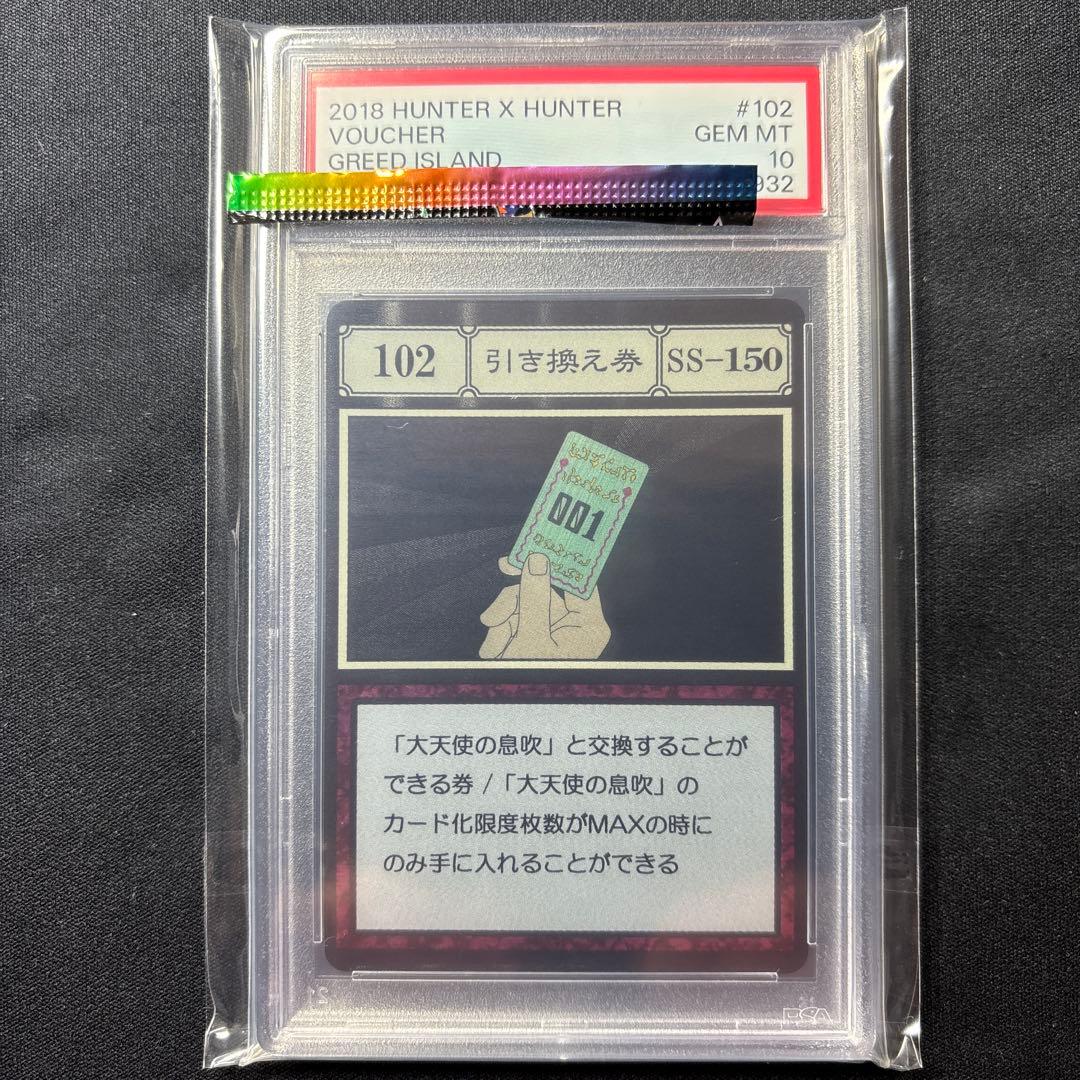 2018 HUNTER X HUNTER #102
VOUCHER GEM MT
GREED ISLAND 10
932
102 引き換え券 SS-150
001
「大天使の息吹」と交換することが
できる券 /「大天使の息吹」の
カード化限度枚数がMAXの時に
のみ手に入れることができる
PSA